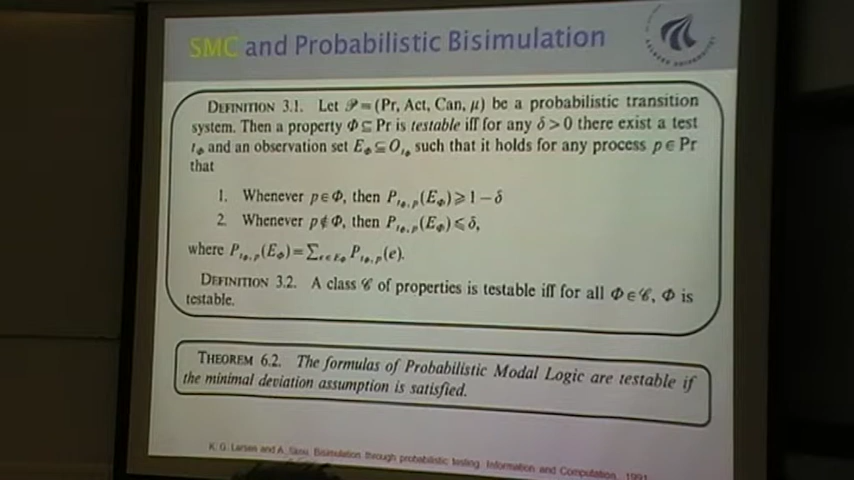 SMC and Probabilistic Bisimulation
DEFINITION 3.1. Let 𝒫 = (Pr, Act, Can, μ) be a probabilistic transition
system. Then a property Φ ⊆ Pr is testable iff for any δ > 0 there exist a test
t_Φ and an observation set E_Φ ⊆ O_{t_Φ} such that it holds for any process p ∈ Pr
that
1. Whenever p ∈ Φ, then P_{t_Φ,p}(E_Φ) ⩾ 1 − δ
2. Whenever p ∉ Φ, then P_{t_Φ,p}(E_Φ) ⩽ δ,
where P_{t_Φ,p}(E_Φ) = ∑_{e ∈ E_Φ} P_{t_Φ,p}(e).
DEFINITION 3.2. A class 𝒞 of properties is testable iff for all Φ ∈ 𝒞, Φ is
testable.
THEOREM 6.2. The formulas of Probabilistic Modal Logic are testable if
the minimal deviation assumption is satisfied.
K. G. Larsen and A. Skou, Bisimulation through probabilistic testing. Information and Computation, 1991